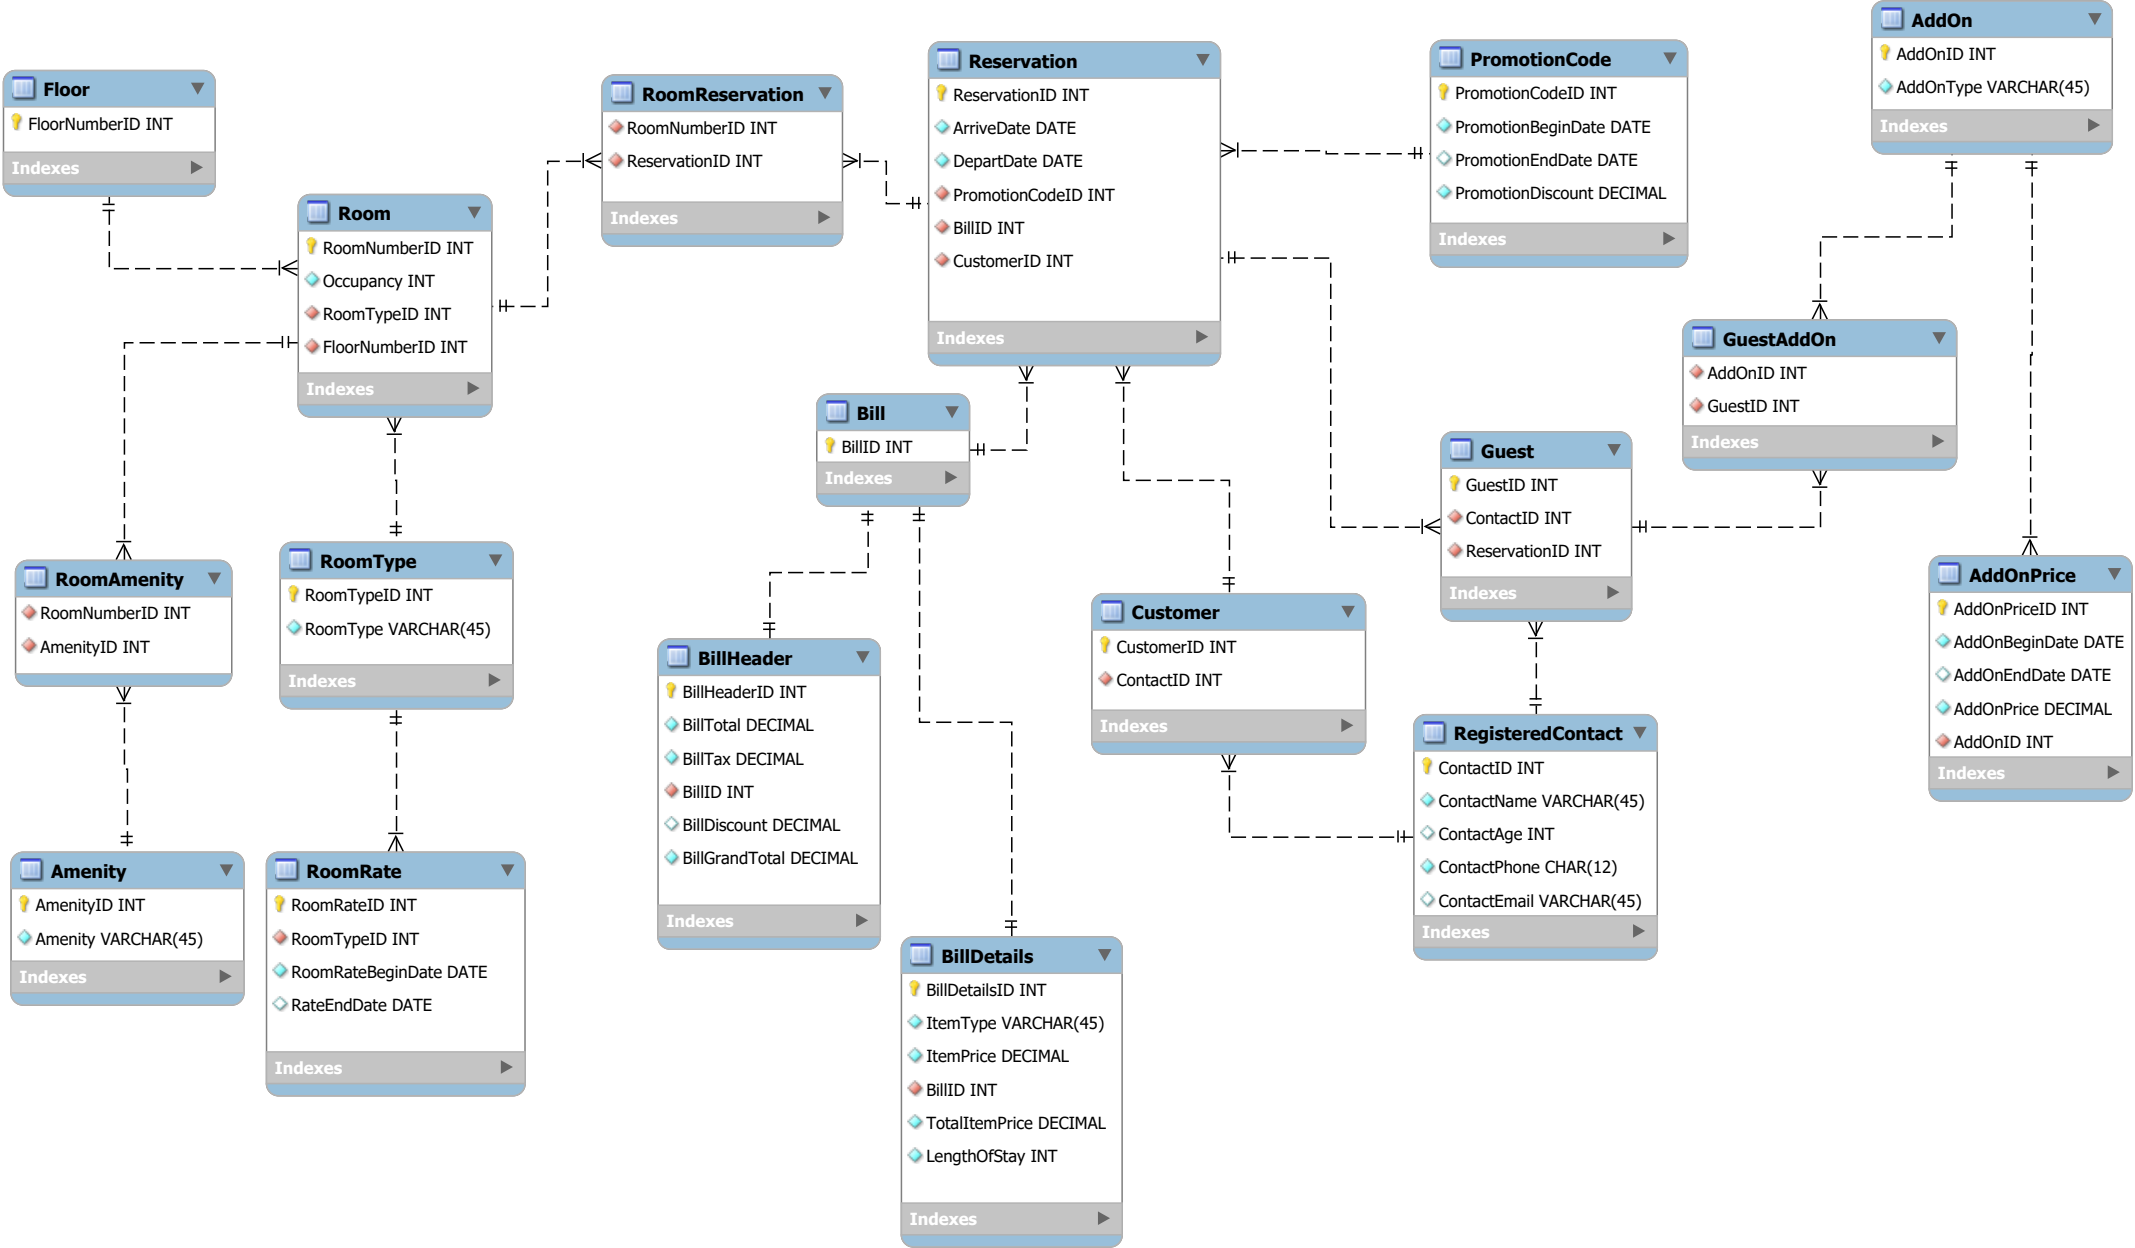 Floor
FloorNumberID INT
Indexes
Room
RoomNumberID INT
Occupancy INT
RoomTypeID INT
FloorNumberID INT
Indexes
RoomReservation
RoomNumberID INT
ReservationID INT
Indexes
Reservation
ReservationID INT
ArriveDate DATE
DepartDate DATE
PromotionCodeID INT
BillID INT
CustomerID INT
Indexes
PromotionCode
PromotionCodeID INT
PromotionBeginDate DATE
PromotionEndDate DATE
PromotionDiscount DECIMAL
Indexes
AddOn
AddOnID INT
AddOnType VARCHAR(45)
Indexes
GuestAddOn
AddOnID INT
GuestID INT
Indexes
Bill
BillID INT
Indexes
Guest
GuestID INT
ContactID INT
ReservationID INT
Indexes
RoomAmenity
RoomNumberID INT
AmenityID INT
RoomType
RoomTypeID INT
RoomType VARCHAR(45)
Indexes
BillHeader
BillHeaderID INT
BillTotal DECIMAL
BillTax DECIMAL
BillID INT
BillDiscount DECIMAL
BillGrandTotal DECIMAL
Indexes
Customer
CustomerID INT
ContactID INT
Indexes
AddOnPrice
AddOnPriceID INT
AddOnBeginDate DATE
AddOnEndDate DATE
AddOnPrice DECIMAL
AddOnID INT
Indexes
RegisteredContact
ContactID INT
ContactName VARCHAR(45)
ContactAge INT
ContactPhone CHAR(12)
ContactEmail VARCHAR(45)
Indexes
Amenity
AmenityID INT
Amenity VARCHAR(45)
Indexes
RoomRate
RoomRateID INT
RoomTypeID INT
RoomRateBeginDate DATE
RateEndDate DATE
Indexes
BillDetails
BillDetailsID INT
ItemType VARCHAR(45)
ItemPrice DECIMAL
BillID INT
TotalItemPrice DECIMAL
LengthOfStay INT
Indexes